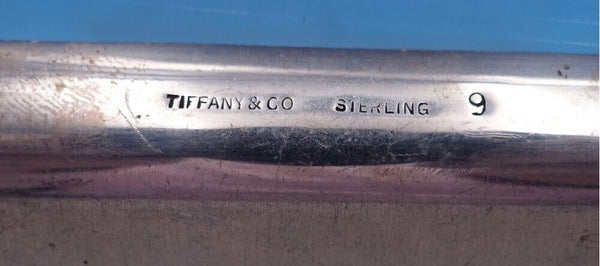 TIFFANY & CO STERLING 9